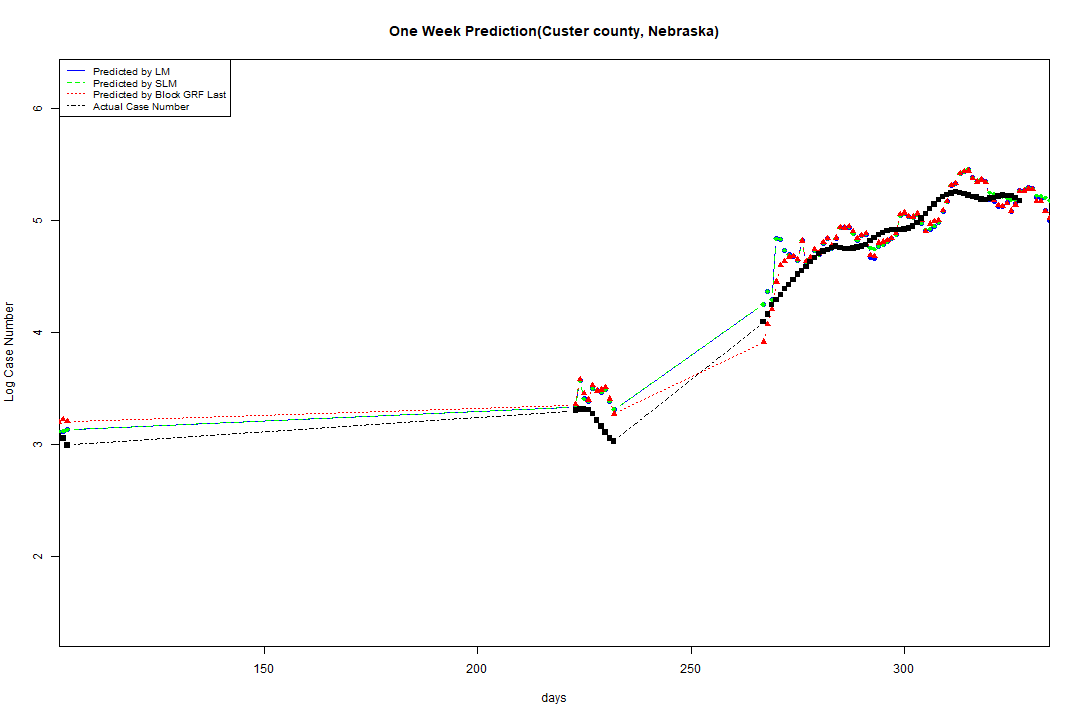 One Week Prediction(Custer county, Nebraska)
Predicted by LM
Predicted by SLM
Predicted by Block GRF Last
Actual Case Number
6
5
4
3
2
Log Case Number
150
200
250
300
days